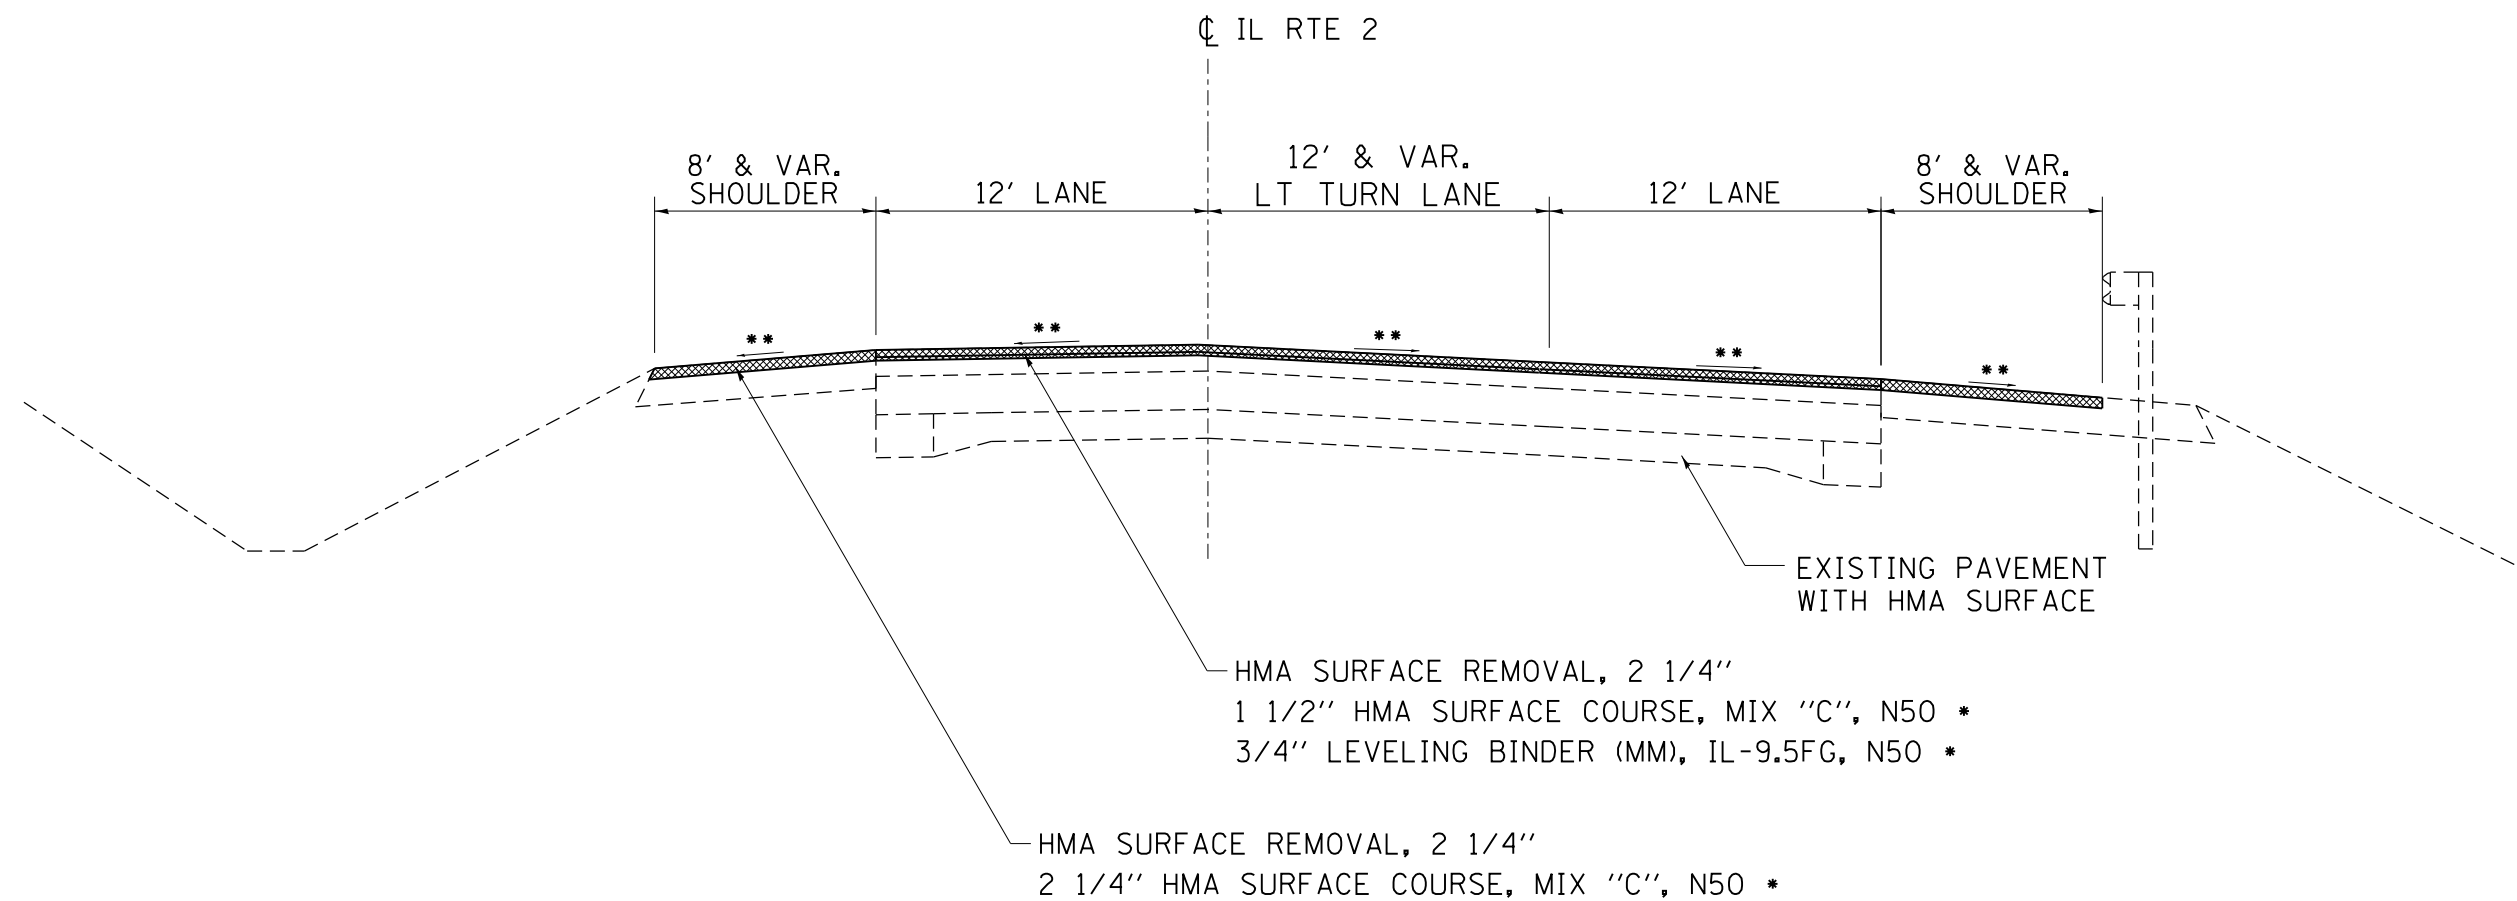 ℄ IL RTE 2
8' & VAR.
SHOULDER
12' LANE
12' & VAR.
LT TURN LANE
12' LANE
8' & VAR.
SHOULDER
**
**
**
**
**
EXISTING PAVEMENT
WITH HMA SURFACE
HMA SURFACE REMOVAL, 2 1/4"
1 1/2" HMA SURFACE COURSE, MIX "C", N50 *
3/4" LEVELING BINDER (MM), IL-9.5FG, N50 *
HMA SURFACE REMOVAL, 2 1/4"
2 1/4" HMA SURFACE COURSE, MIX "C", N50 *